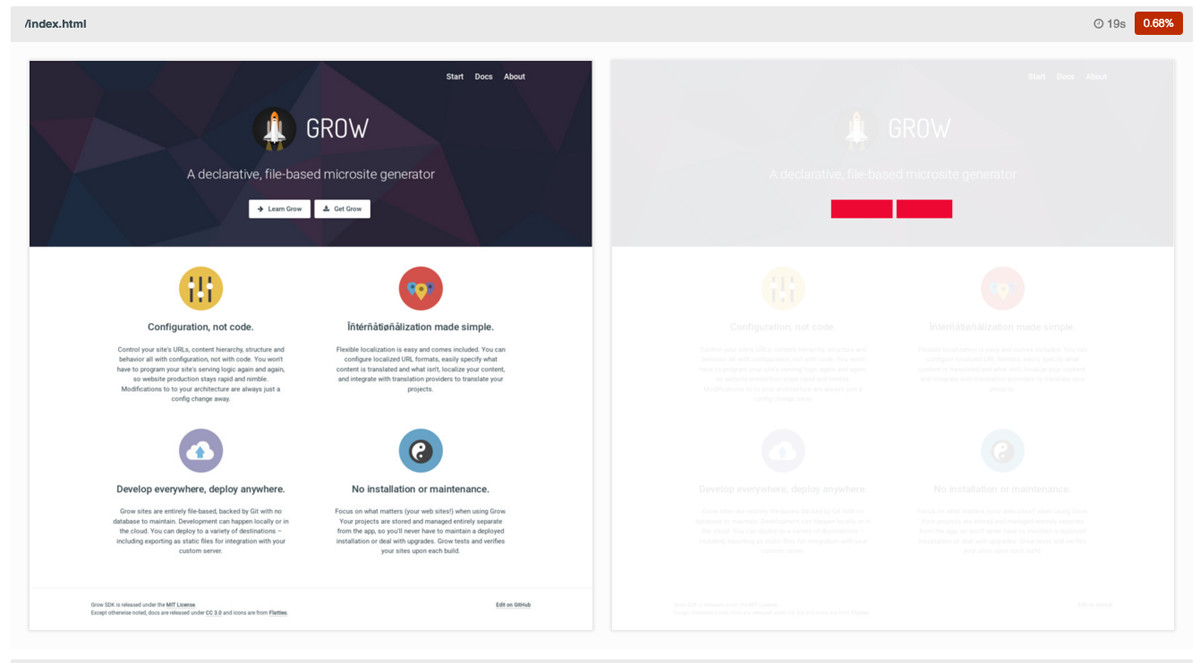 /index.html
19s
0.68%
Start Docs About
GROW
A declarative, file-based microsite generator
Learn Grow
Get Grow
Configuration, not code.
Control your site's URLs, content hierarchy, structure and
behavior all with configuration, not with code. You won't
have to program your site's serving logic again and again,
so website production stays rapid and nimble.
Modifications to to your architecture are always just a
config change away.
Îñtérñåtîøñåļization made simple.
Flexible localization is easy and comes included. You can
configure localized URL formats, easily specify what
content is translated and what isn't, localize your content,
and integrate with translation providers to translate your
projects.
Develop everywhere, deploy anywhere.
Grow sites are entirely file-based, backed by Git with no
database to maintain. Development can happen locally or in
the cloud. You can deploy to a variety of destinations –
including exporting as static files for integration with your
custom server.
No installation or maintenance.
Focus on what matters (your web sites!) when using Grow.
Your projects are stored and managed entirely separate
from the app, so you'll never have to maintain a deployed
installation or deal with upgrades. Grow tests and verifies
your sites upon each build.
Grow SDK is released under the MIT License.
Except otherwise noted, docs are released under CC 3.0 and icons are from Flatties.
Edit on GitHub
Start Docs About
GROW
A declarative, file-based microsite generator
Configuration, not code.
Îñtérñåtîøñåļization made simple.
Develop everywhere, deploy anywhere.
No installation or maintenance.